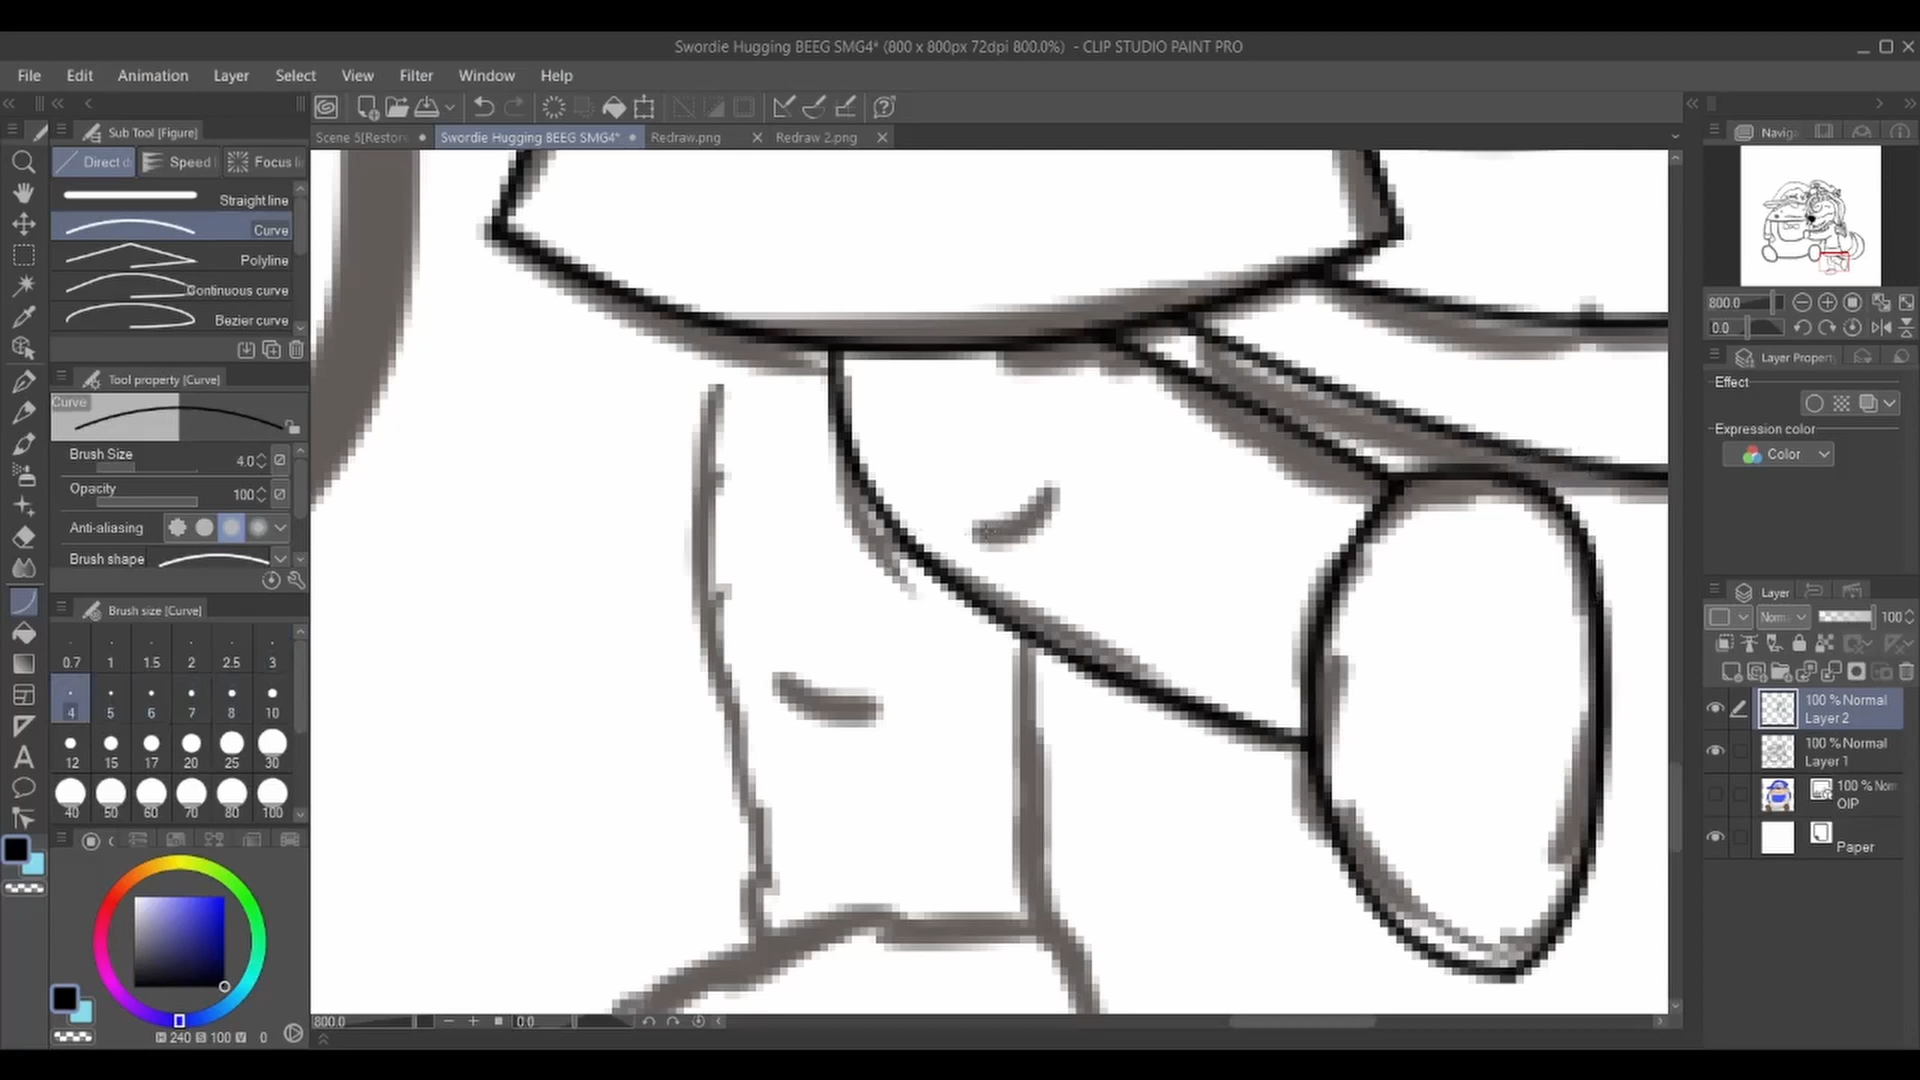 Swordie Hugging BEEG SMG4* (800 x 800px 72dpi 800.0%) - CLIP STUDIO PAINT PRO
File Edit Animation Layer Select View Filter Window Help
Sub Tool [Figure]
Scene 5[Restor
Swordie Hugging BEEG SMG4*
Redraw.png
Redraw 2.png
Naviga
Direct d
Speed l
Focus li
Straight line
Curve
Polyline
Continuous curve
Bezier curve
800.0
0.0
Layer Property
Tool property [Curve]
Effect
Curve
Expression color
Color
Brush Size 4.0
Opacity 100
Anti-aliasing
Brush shape
Layer
Brush size [Curve]
Norma
100
0.7 1 1.5 2 2.5 3
4 5 6 7 8 10
12 15 17 20 25 30
40 50 60 70 80 100
100 % Normal
Layer 2
100 % Normal
Layer 1
100 % Norm
OIP
Paper
800.0
0.0
H 240 S 100 V 0